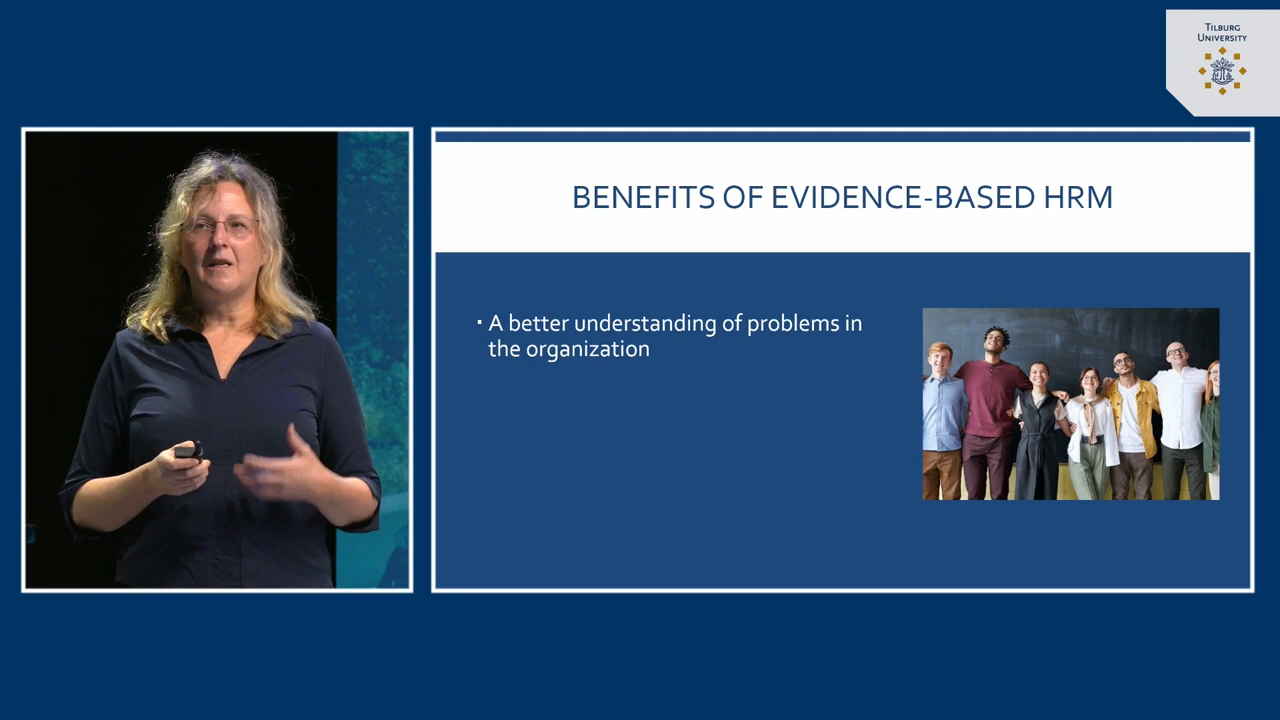 TILBURG
UNIVERSITY
BENEFITS OF EVIDENCE-BASED HRM
▪ A better understanding of problems in
the organization